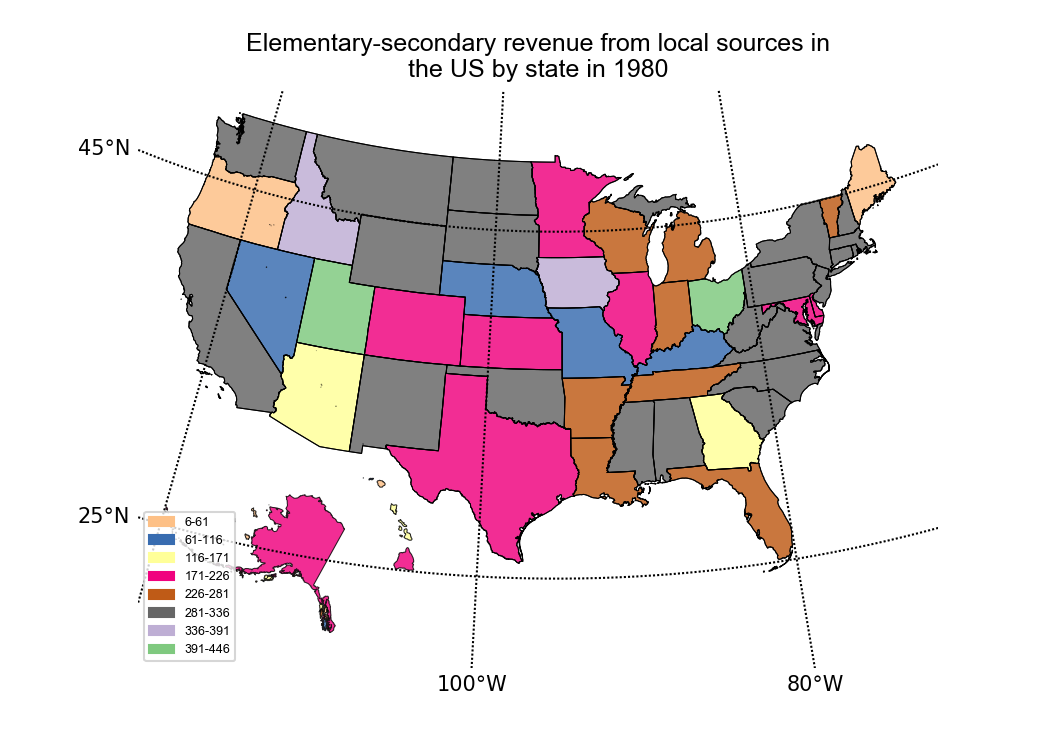 Elementary-secondary revenue from local sources in
the US by state in 1980
45°N
25°N
6-61
61-116
116-171
171-226
226-281
281-336
336-391
391-446
100°W
80°W